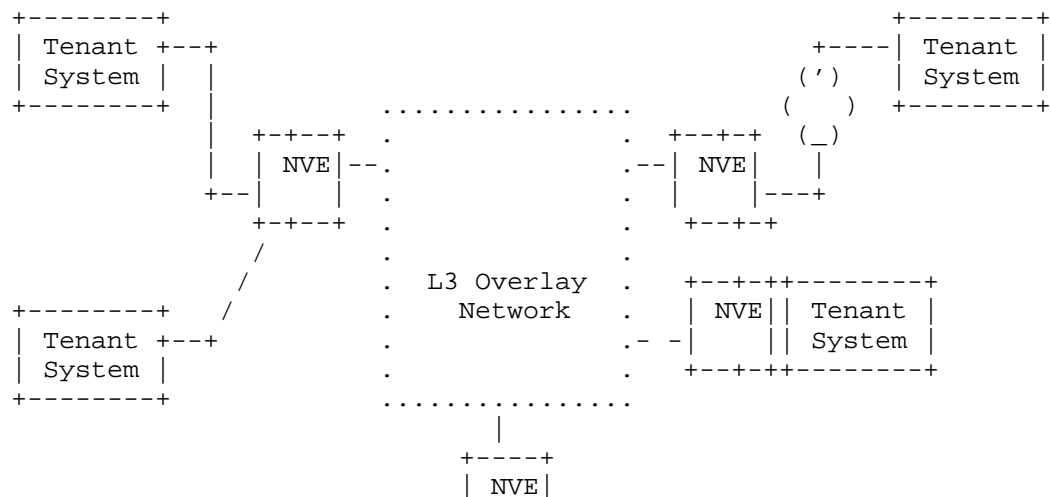 +--------+                                             +--------+
| Tenant +--+                                     +----| Tenant |
| System |  |                                    (')   | System |
+--------+  |          ................         (   )  +--------+
            |  +-+--+  .              .  +--+-+  (_)
            |  | NVE|--.              .--| NVE|   |
            +--|    |  .              .  |    |---+
               +-+--+  .              .  +--+-+
               /       .              .
              /        .  L3 Overlay  .  +--+-++--------+
+--------+   /         .    Network   .  | NVE|| Tenant |
| Tenant +--+          .              .- -|    || System |
| System |             .              .  +--+-++--------+
+--------+             ................
                              |
                            +----+
                            | NVE|